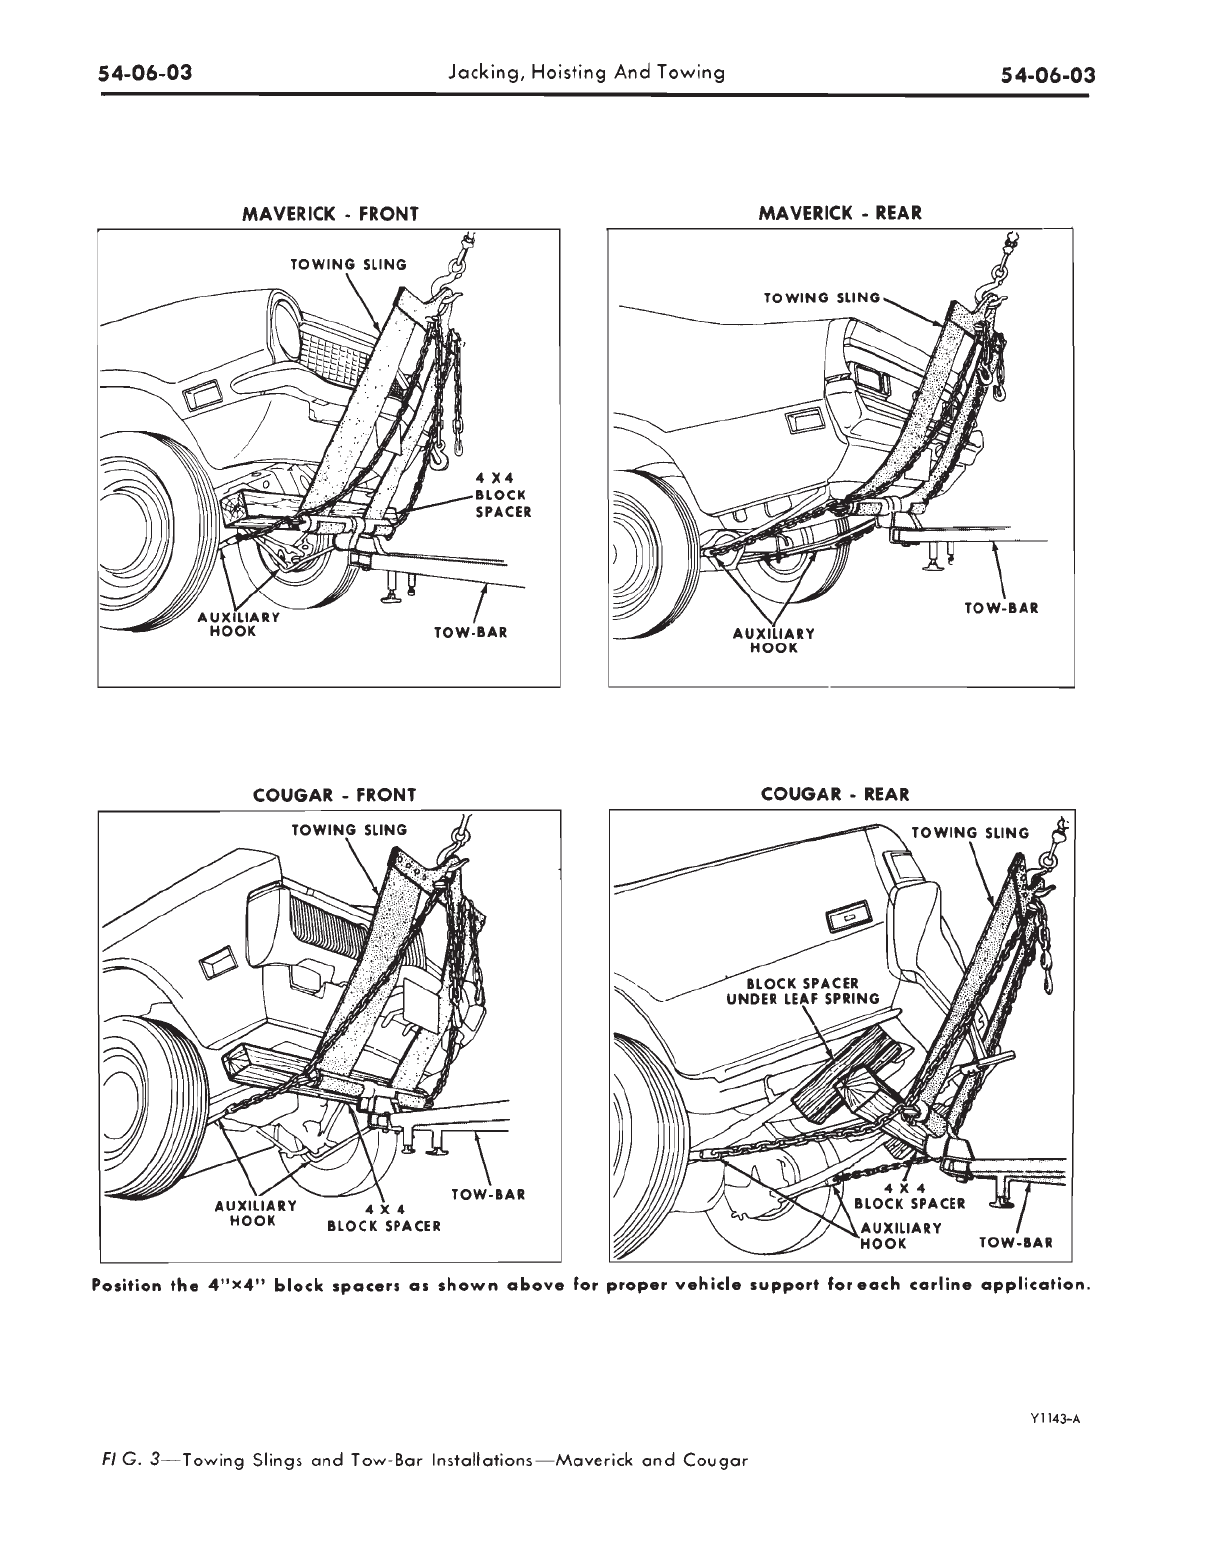 54-06-03 Jacking, Hoisting And Towing 54-06-03
MAVERICK - FRONT
TOWING SLING
4 X 4
BLOCK
SPACER
AUXILIARY
HOOK
TOW-BAR
MAVERICK - REAR
TOWING SLING
TOW-BAR
AUXILIARY
HOOK
COUGAR - FRONT
TOWING SLING
AUXILIARY
HOOK
4 X 4
BLOCK SPACER
TOW-BAR
COUGAR - REAR
TOWING SLING
BLOCK SPACER
UNDER LEAF SPRING
4 X 4
BLOCK SPACER
AUXILIARY
HOOK
TOW-BAR
Position the 4"x4" block spacers as shown above for proper vehicle support for each carline application.
Y1143-A
FIG. 3—Towing Slings and Tow-Bar Installations—Maverick and Cougar